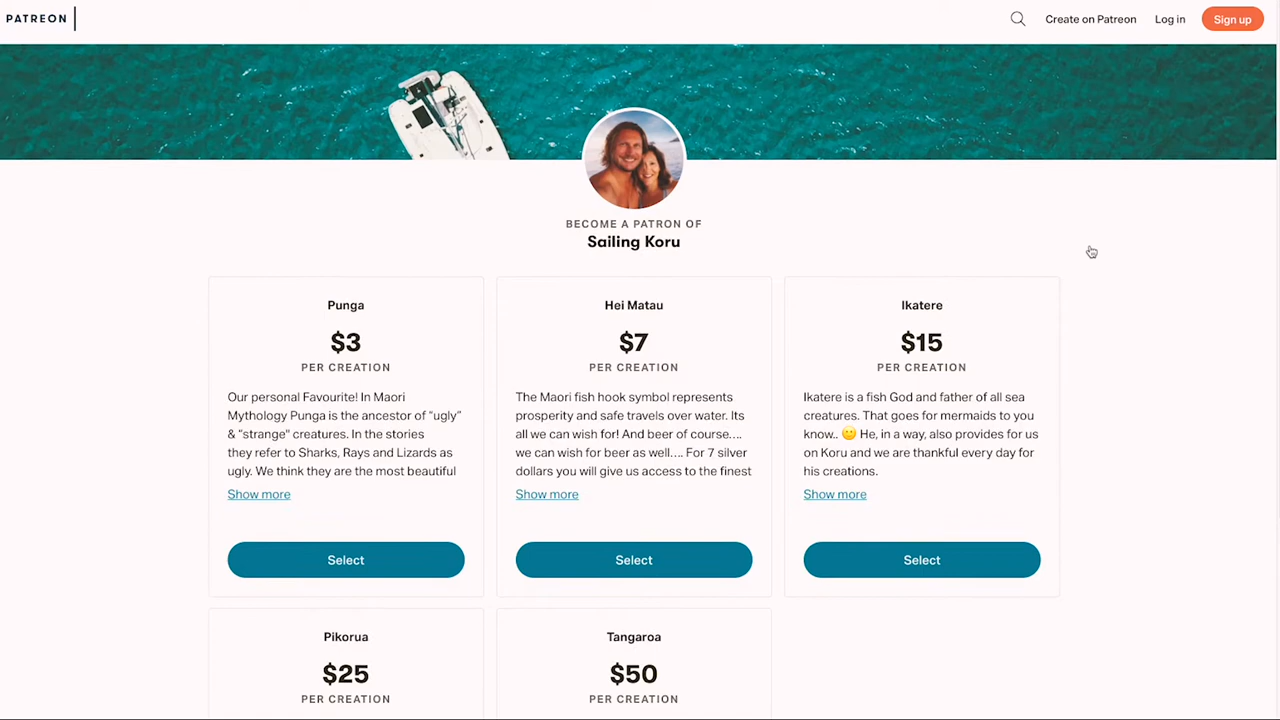 PATREON
Create on Patreon
Log in
Sign up
BECOME A PATRON OF
Sailing Koru
Punga
$3
PER CREATION
Our personal Favourite! In Maori
Mythology Punga is the ancestor of “ugly”
& “strange” creatures. In the stories
they refer to Sharks, Rays and Lizards as
ugly. We think they are the most beautiful
Show more
Select
Hei Matau
$7
PER CREATION
The Maori fish hook symbol represents
prosperity and safe travels over water. Its
all we can wish for! And beer of course….
we can wish for beer as well…. For 7 silver
dollars you will give us access to the finest
Show more
Select
Ikatere
$15
PER CREATION
Ikatere is a fish God and father of all sea
creatures. That goes for mermaids to you
know.. 🙂 He, in a way, also provides for us
on Koru and we are thankful every day for
his creations.
Show more
Select
Pikorua
$25
PER CREATION
Tangaroa
$50
PER CREATION